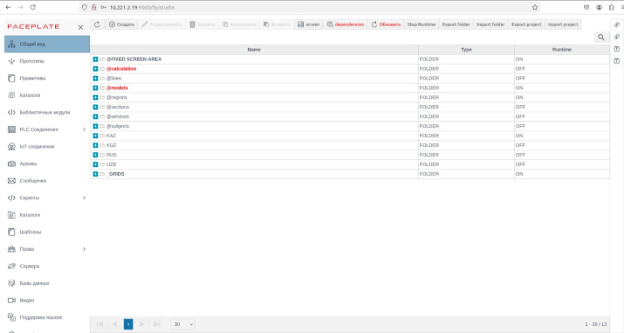 10.221.2.19:9000/fp/studio
FACEPLATE
Создать Редактировать Удалить Копировать Вставить screen dependencies Обновить Stop Runtime Export folder Import folder Export project Import project
Общий вид
Прототипы
Примитивы
Каталоги
Библиотечные модули
PLC Соединения
IoT соединения
Архивы
Сообщения
Скрипты
Каталоги
Шаблоны
Права
Сервера
Базы данных
Видео
Поддержка языков
Name Type Runtime
@FIXED SCREEN AREA FOLDER ON
@calculation FOLDER OFF
@lines FOLDER OFF
@models FOLDER ON
@regions FOLDER ON
@sections FOLDER OFF
@services FOLDER OFF
@subjects FOLDER OFF
KAZ FOLDER ON
KGZ FOLDER OFF
RUS FOLDER OFF
UZB FOLDER OFF
_GRIDS FOLDER ON
1 30 1 - 30 / 13